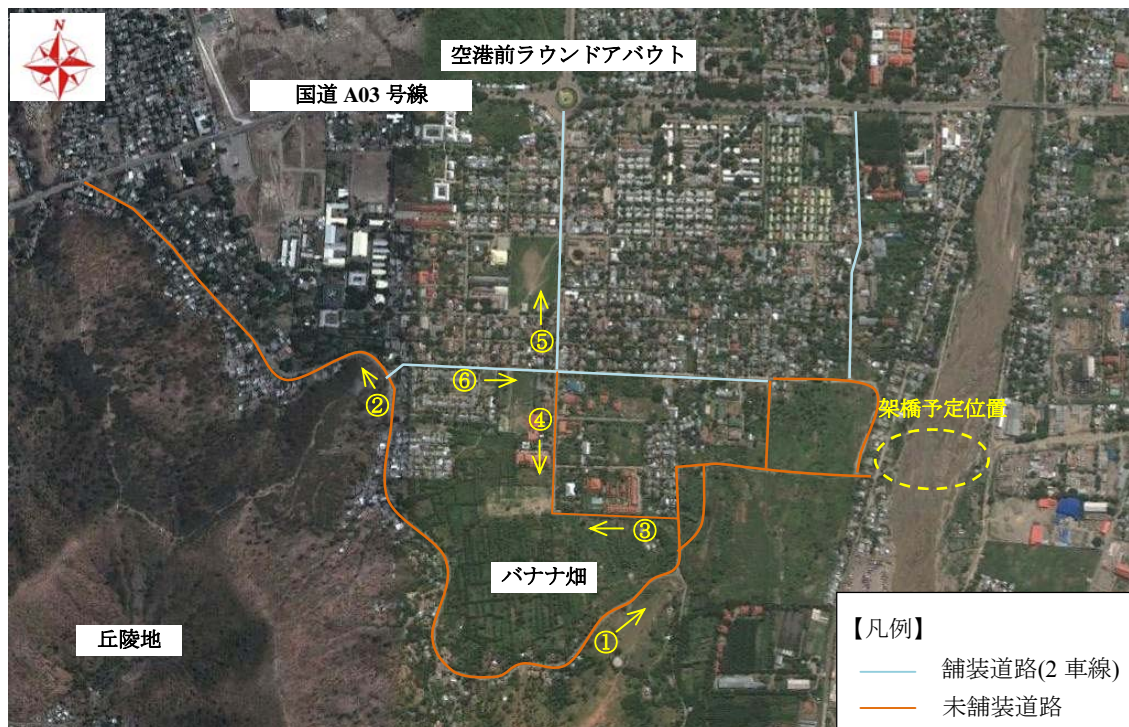 N
空港前ラウンドアバウト
国道 A03 号線
⑤
⑥
②
④
架橋予定位置
③
バナナ畑
①
丘陵地
【凡例】
舗装道路(2 車線)
未舗装道路